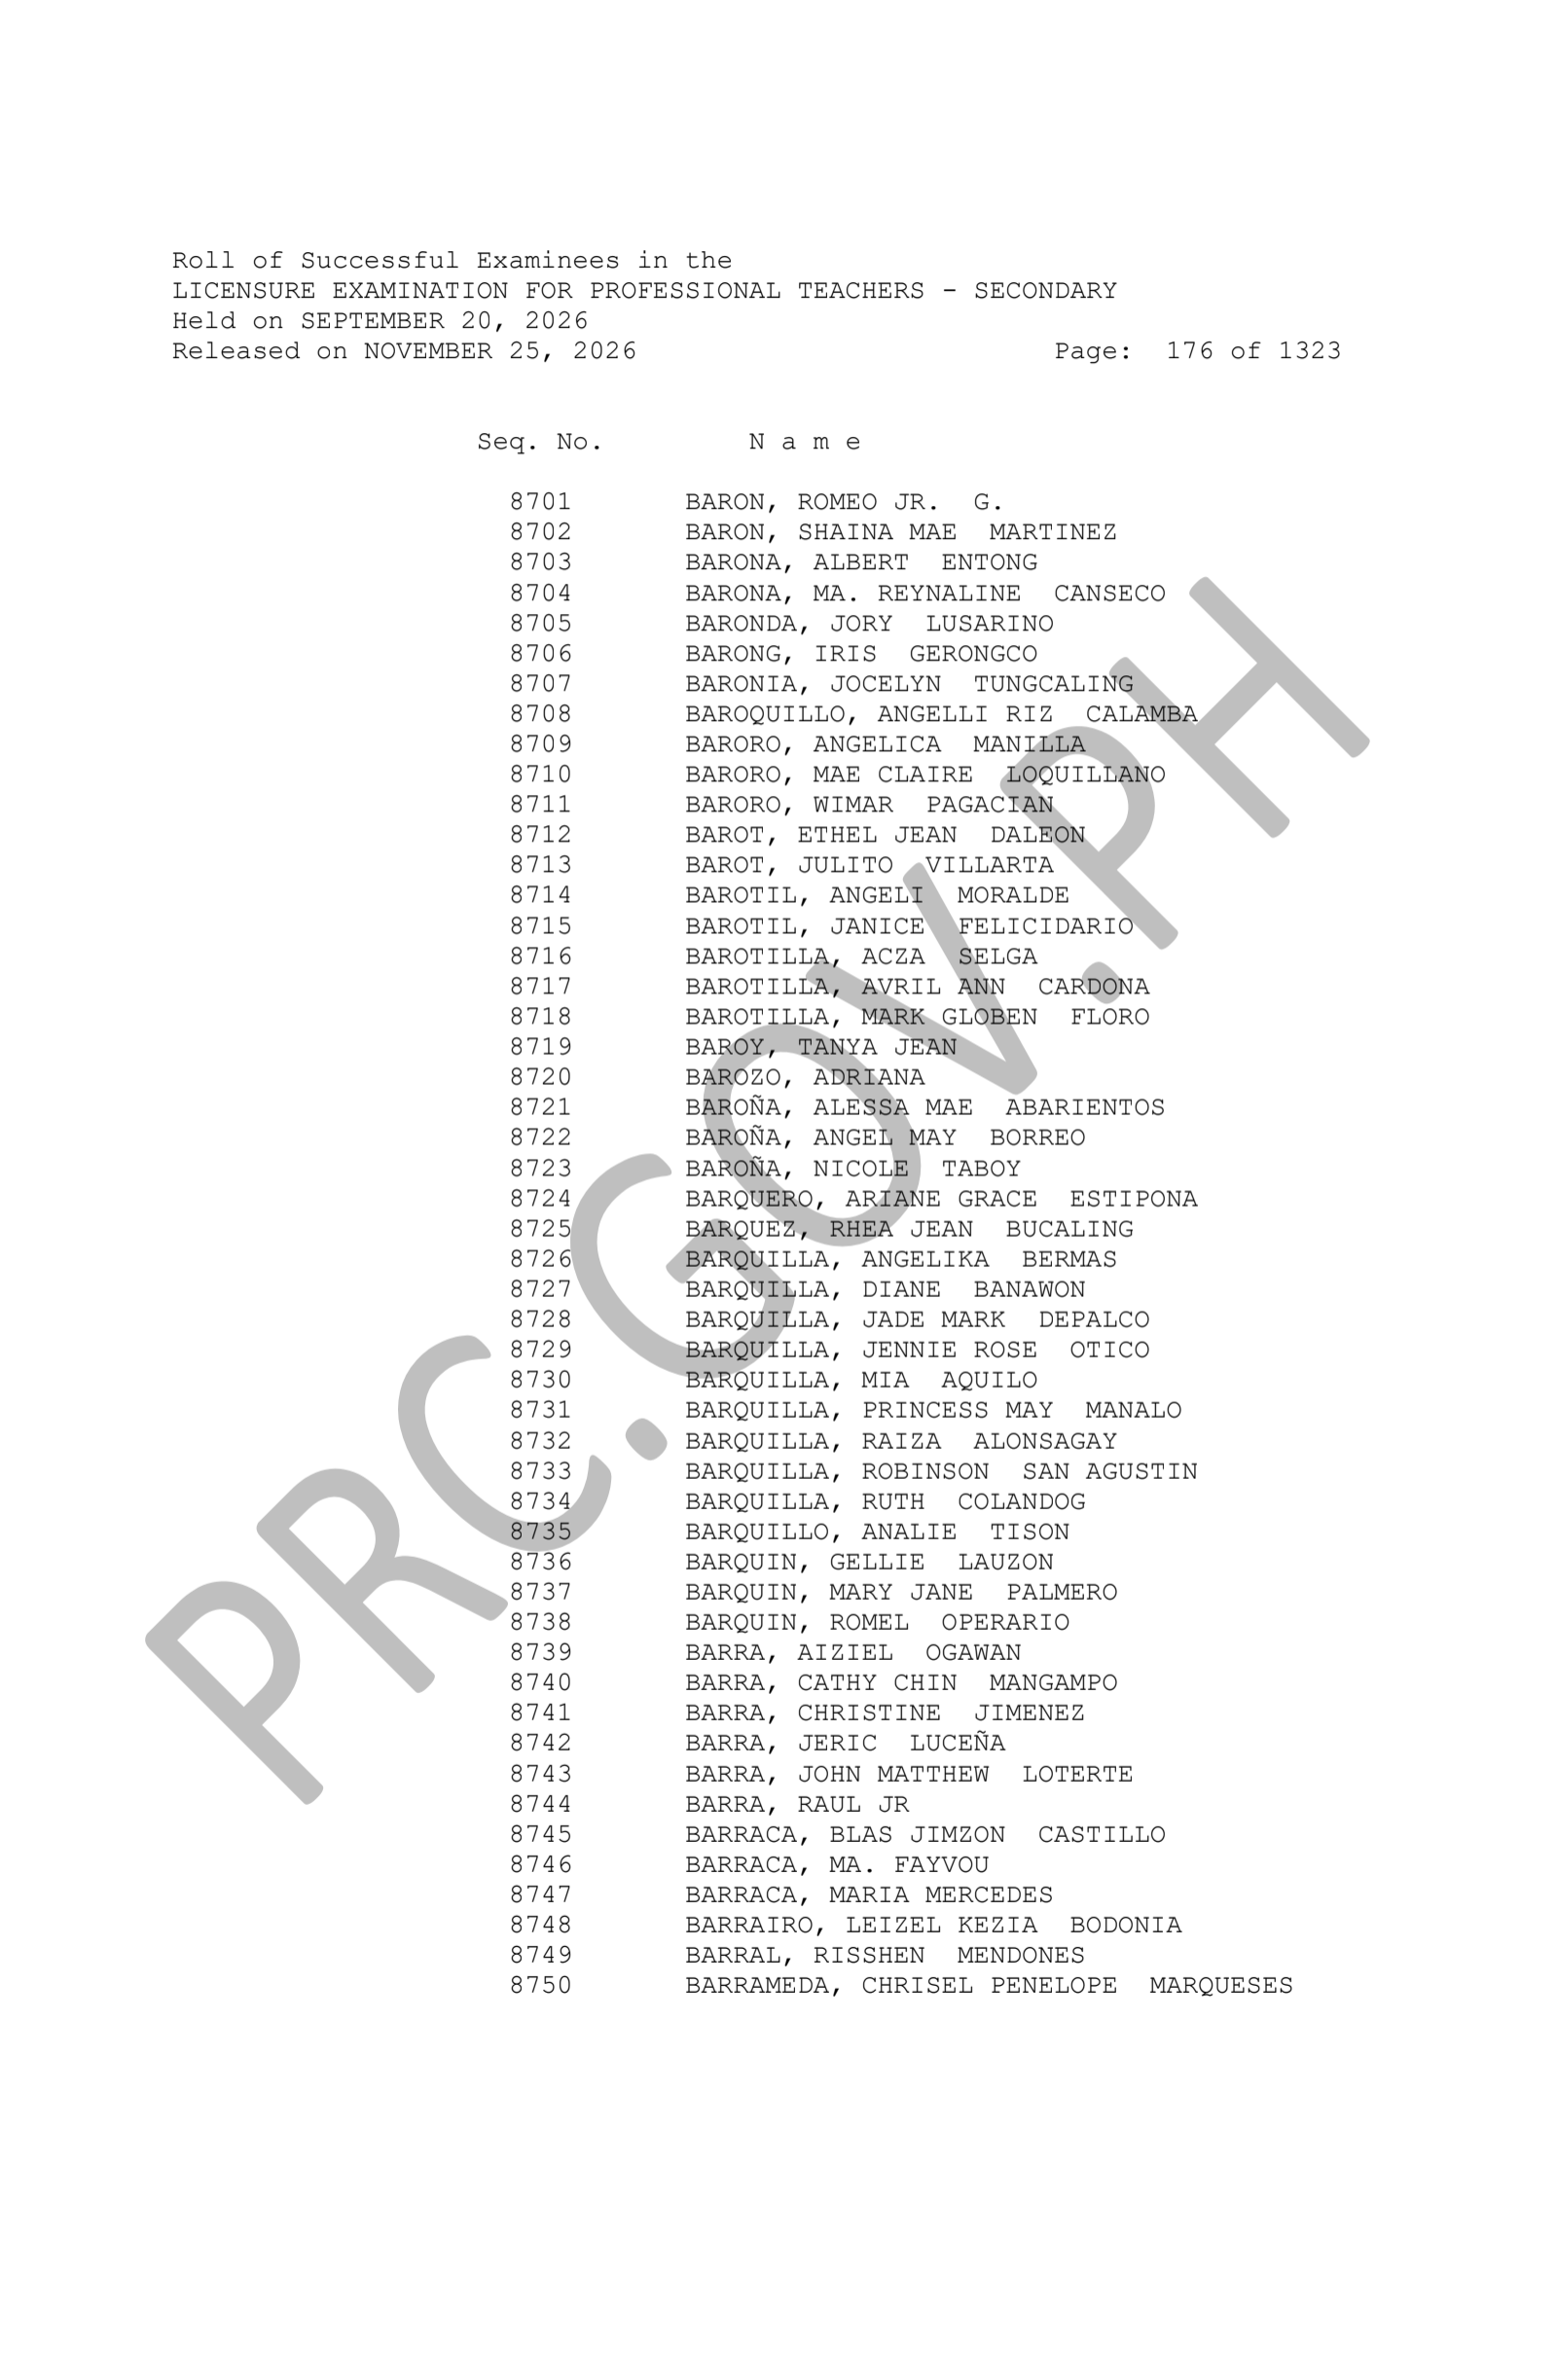 Roll of Successful Examinees in the
LICENSURE EXAMINATION FOR PROFESSIONAL TEACHERS - SECONDARY
Held on SEPTEMBER 20, 2026
Released on NOVEMBER 25, 2026 Page: 176 of 1323
Seq. No. N a m e
8701 BARON, ROMEO JR. G.
8702 BARON, SHAINA MAE MARTINEZ
8703 BARONA, ALBERT ENTONG
8704 BARONA, MA. REYNALINE CANSECO
8705 BARONDA, JORY LUSARINO
8706 BARONG, IRIS GERONGCO
8707 BARONIA, JOCELYN TUNGCALING
8708 BAROQUILLO, ANGELLI RIZ CALAMBA
8709 BARORO, ANGELICA MANILLA
8710 BARORO, MAE CLAIRE LOQUILLANO
8711 BARORO, WIMAR PAGACIAN
8712 BAROT, ETHEL JEAN DALEON
8713 BAROT, JULITO VILLARTA
8714 BAROTIL, ANGELI MORALDE
8715 BAROTIL, JANICE FELICIDARIO
8716 BAROTILLA, ACZA SELGA
8717 BAROTILLA, AVRIL ANN CARDONA
8718 BAROTILLA, MARK GLOBEN FLORO
8719 BAROY, TANYA JEAN
8720 BAROZO, ADRIANA
8721 BAROÑA, ALESSA MAE ABARIENTOS
8722 BAROÑA, ANGEL MAY BORREO
8723 BAROÑA, NICOLE TABOY
8724 BARQUERO, ARIANE GRACE ESTIPONA
8725 BARQUEZ, RHEA JEAN BUCALING
8726 BARQUILLA, ANGELIKA BERMAS
8727 BARQUILLA, DIANE BANAWON
8728 BARQUILLA, JADE MARK DEPALCO
8729 BARQUILLA, JENNIE ROSE OTICO
8730 BARQUILLA, MIA AQUILO
8731 BARQUILLA, PRINCESS MAY MANALO
8732 BARQUILLA, RAIZA ALONSAGAY
8733 BARQUILLA, ROBINSON SAN AGUSTIN
8734 BARQUILLA, RUTH COLANDOG
8735 BARQUILLO, ANALIE TISON
8736 BARQUIN, GELLIE LAUZON
8737 BARQUIN, MARY JANE PALMERO
8738 BARQUIN, ROMEL OPERARIO
8739 BARRA, AIZIEL OGAWAN
8740 BARRA, CATHY CHIN MANGAMPO
8741 BARRA, CHRISTINE JIMENEZ
8742 BARRA, JERIC LUCEÑA
8743 BARRA, JOHN MATTHEW LOTERTE
8744 BARRA, RAUL JR
8745 BARRACA, BLAS JIMZON CASTILLO
8746 BARRACA, MA. FAYVOU
8747 BARRACA, MARIA MERCEDES
8748 BARRAIRO, LEIZEL KEZIA BODONIA
8749 BARRAL, RISSHEN MENDONES
8750 BARRAMEDA, CHRISEL PENELOPE MARQUESES
PRC.GOV.PH